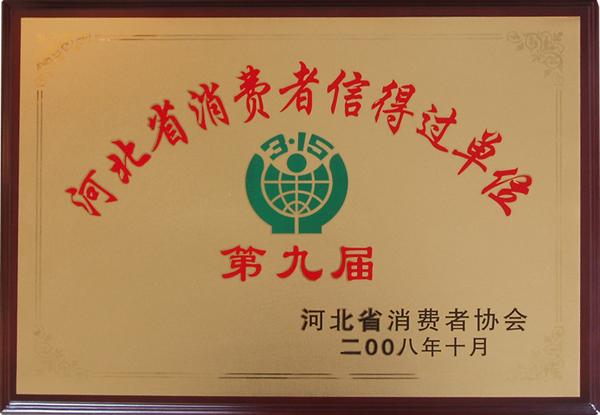 河北省消费者信得过单位
3·15
第九届
河北省消费者协会
二00八年十月